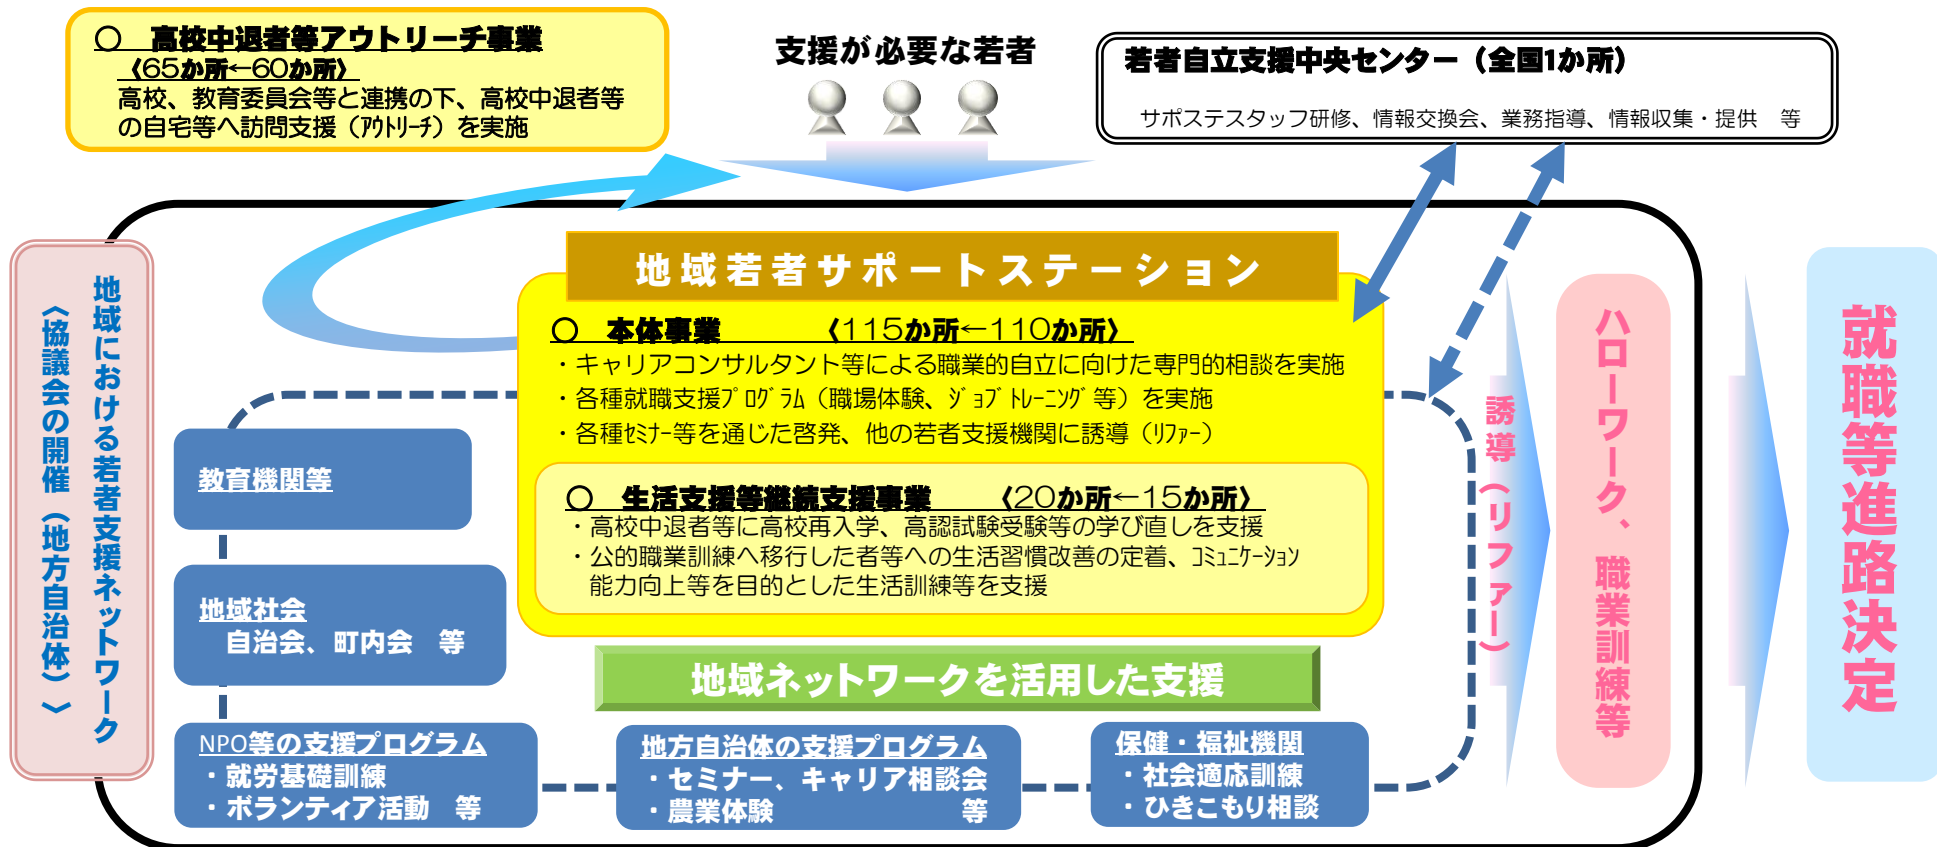 ○　高校中退者等アウトリーチ事業
〈65か所←60か所〉
高校、教育委員会等と連携の下、高校中退者等
の自宅等へ訪問支援（ｱｳﾄﾘｰﾁ）を実施
支援が必要な若者
若者自立支援中央センター（全国1か所）
サポステスタッフ研修、情報交換会、業務指導、情報収集・提供　等
地域における若者支援ネットワーク
〈協議会の開催（地方自治体）〉
地域若者サポートステーション
○　本体事業　　　〈115か所←110か所〉
・キャリアコンサルタント等による職業的自立に向けた専門的相談を実施
・各種就職支援ﾌﾟﾛｸﾞﾗﾑ（職場体験、ｼﾞｮﾌﾞﾄﾚｰﾆﾝｸﾞ等）を実施
・各種ｾﾐﾅｰ等を通じた啓発、他の若者支援機関に誘導（ﾘﾌｧｰ）
○　生活支援等継続支援事業　　〈20か所←15か所〉
・高校中退者等に高校再入学、高認試験受験等の学び直しを支援
・公的職業訓練へ移行した者等への生活習慣改善の定着、ｺﾐｭﾆｹｰｼｮﾝ
能力向上等を目的とした生活訓練等を支援
教育機関等
地域社会
自治会、町内会　等
地域ネットワークを活用した支援
NPO等の支援プログラム
・就労基礎訓練
・ボランティア活動　等
地方自治体の支援プログラム
・セミナー、キャリア相談会
・農業体験　　　　　　　等
保健・福祉機関
・社会適応訓練
・ひきこもり相談
誘導（リファー）
ハローワーク、職業訓練等
就職等進路決定